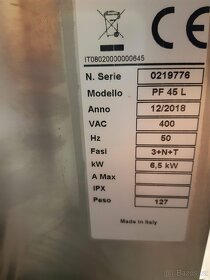 CE
IT08020000000645
N. Serie 0219776
Modello PF 45 L
Anno 12/2018
VAC 400
Hz 50
Fasi 3+N+T
kW 6,5 kW
A Max
IPX
Peso 127
Made in Italy